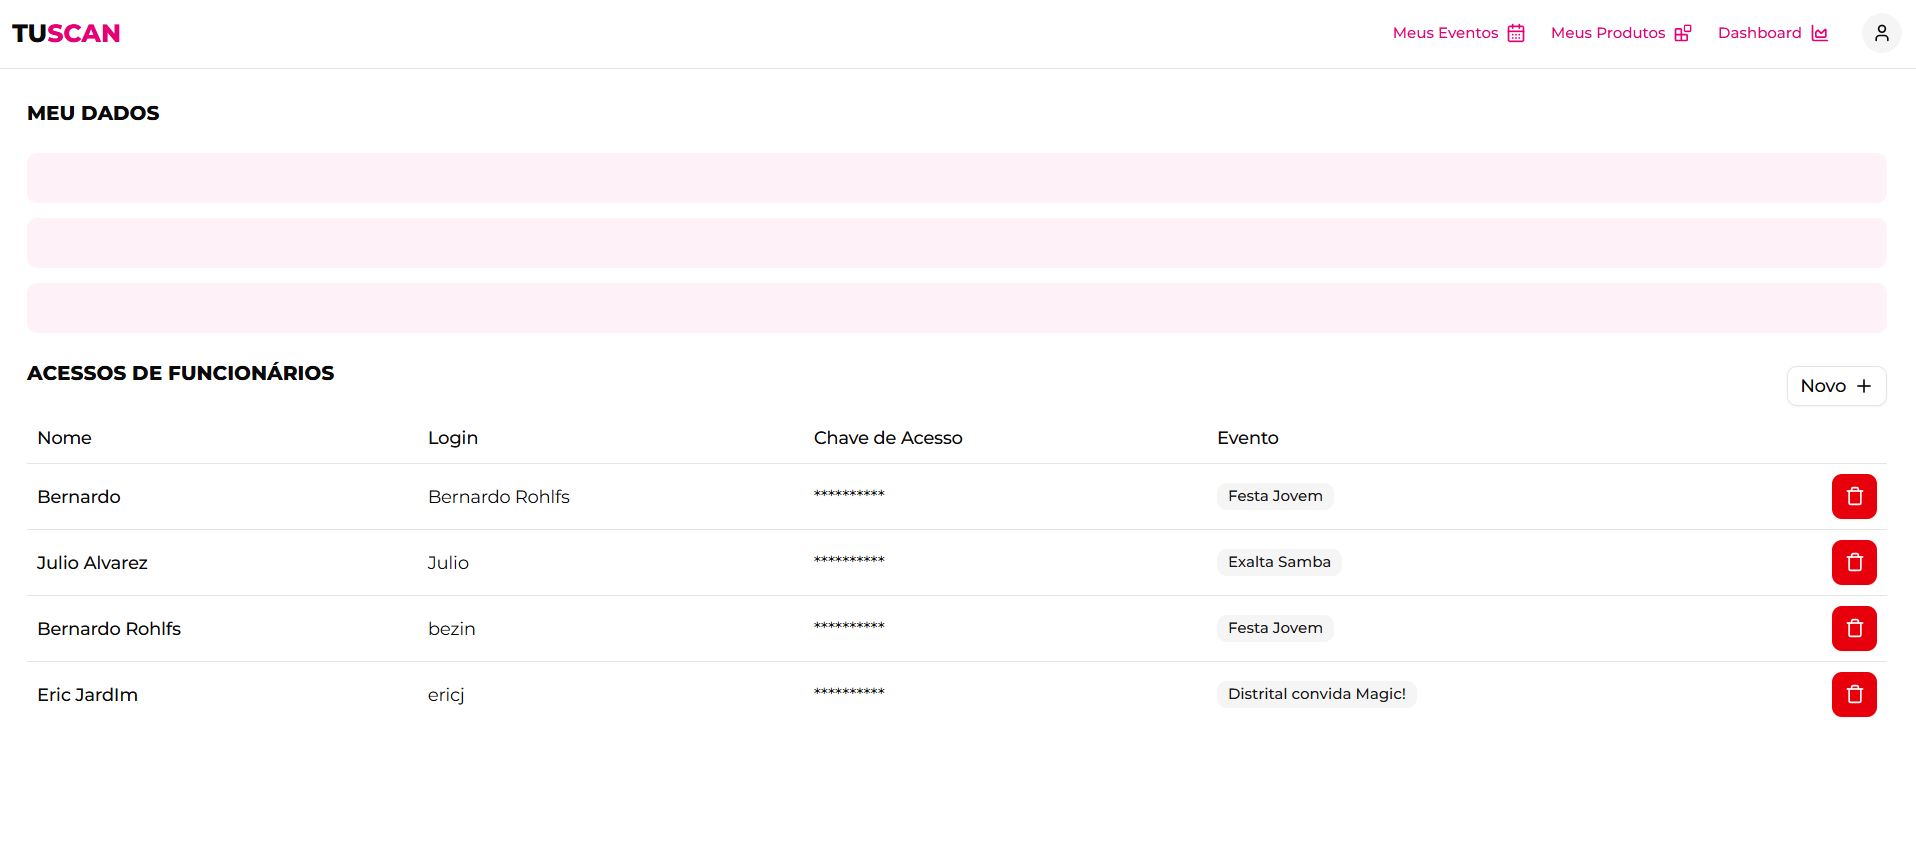 TUSCAN
Meus Eventos Meus Produtos Dashboard
MEU DADOS
ACESSOS DE FUNCIONÁRIOS
Novo +
Nome Login Chave de Acesso Evento
Bernardo Bernardo Rohlfs ********** Festa Jovem
Julio Alvarez Julio ********** Exalta Samba
Bernardo Rohlfs bezin ********** Festa Jovem
Eric JardIm ericj ********** Distrital convida Magic!